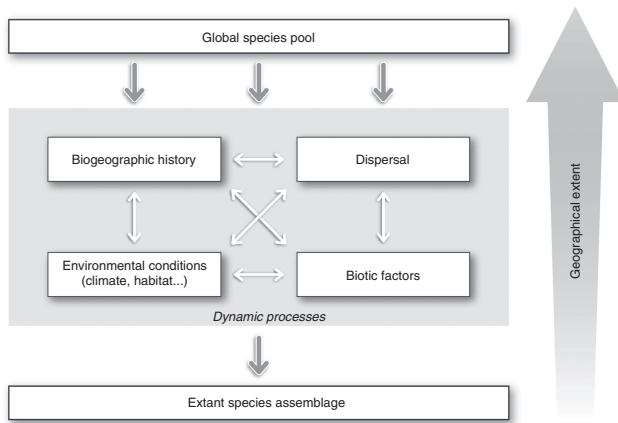 Global species pool
Biogeographic history
Dispersal
Environmental conditions
(climate, habitat...)
Biotic factors
Dynamic processes
Extant species assemblage
Geographical extent